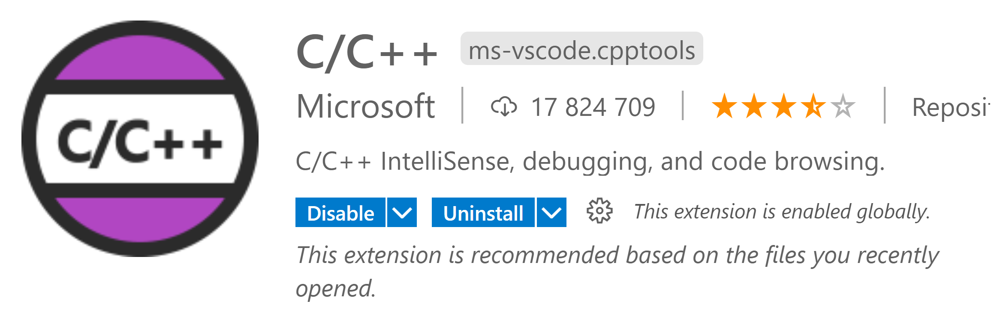 C/C++
C/C++ ms-vscode.cpptools
Microsoft 17 824 709
C/C++ IntelliSense, debugging, and code browsing.
Disable Uninstall This extension is enabled globally.
This extension is recommended based on the files you recently
opened.